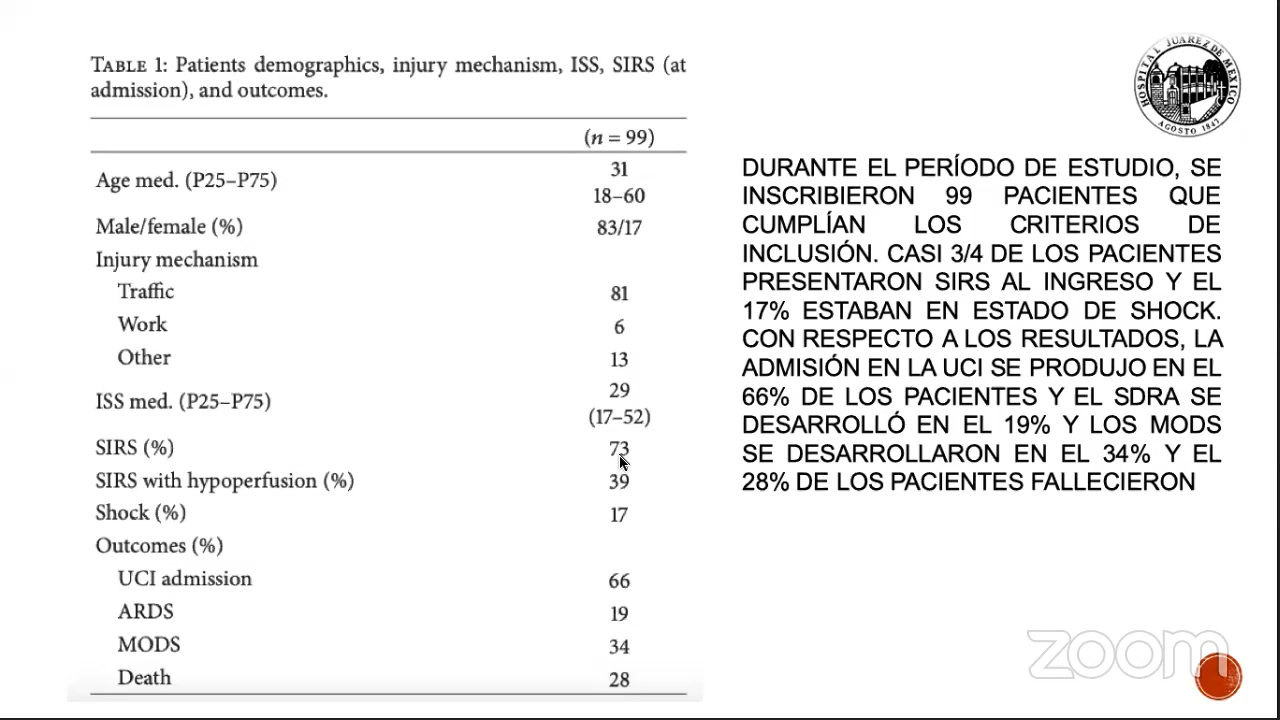 TABLE 1: Patients demographics, injury mechanism, ISS, SIRS (at
admission), and outcomes.
(n = 99)
Age med. (P25–P75) 31
18–60
Male/female (%) 83/17
Injury mechanism
Traffic 81
Work 6
Other 13
ISS med. (P25–P75) 29
(17–52)
SIRS (%) 73
SIRS with hypoperfusion (%) 39
Shock (%) 17
Outcomes (%)
UCI admission 66
ARDS 19
MODS 34
Death 28
HOSPITAL JUAREZ DE MEXICO
AGOSTO 1847
DURANTE EL PERÍODO DE ESTUDIO, SE
INSCRIBIERON 99 PACIENTES QUE
CUMPLÍAN LOS CRITERIOS DE
INCLUSIÓN. CASI 3/4 DE LOS PACIENTES
PRESENTARON SIRS AL INGRESO Y EL
17% ESTABAN EN ESTADO DE SHOCK.
CON RESPECTO A LOS RESULTADOS, LA
ADMISIÓN EN LA UCI SE PRODUJO EN EL
66% DE LOS PACIENTES Y EL SDRA SE
DESARROLLÓ EN EL 19% Y LOS MODS
SE DESARROLLARON EN EL 34% Y EL
28% DE LOS PACIENTES FALLECIERON
zoom